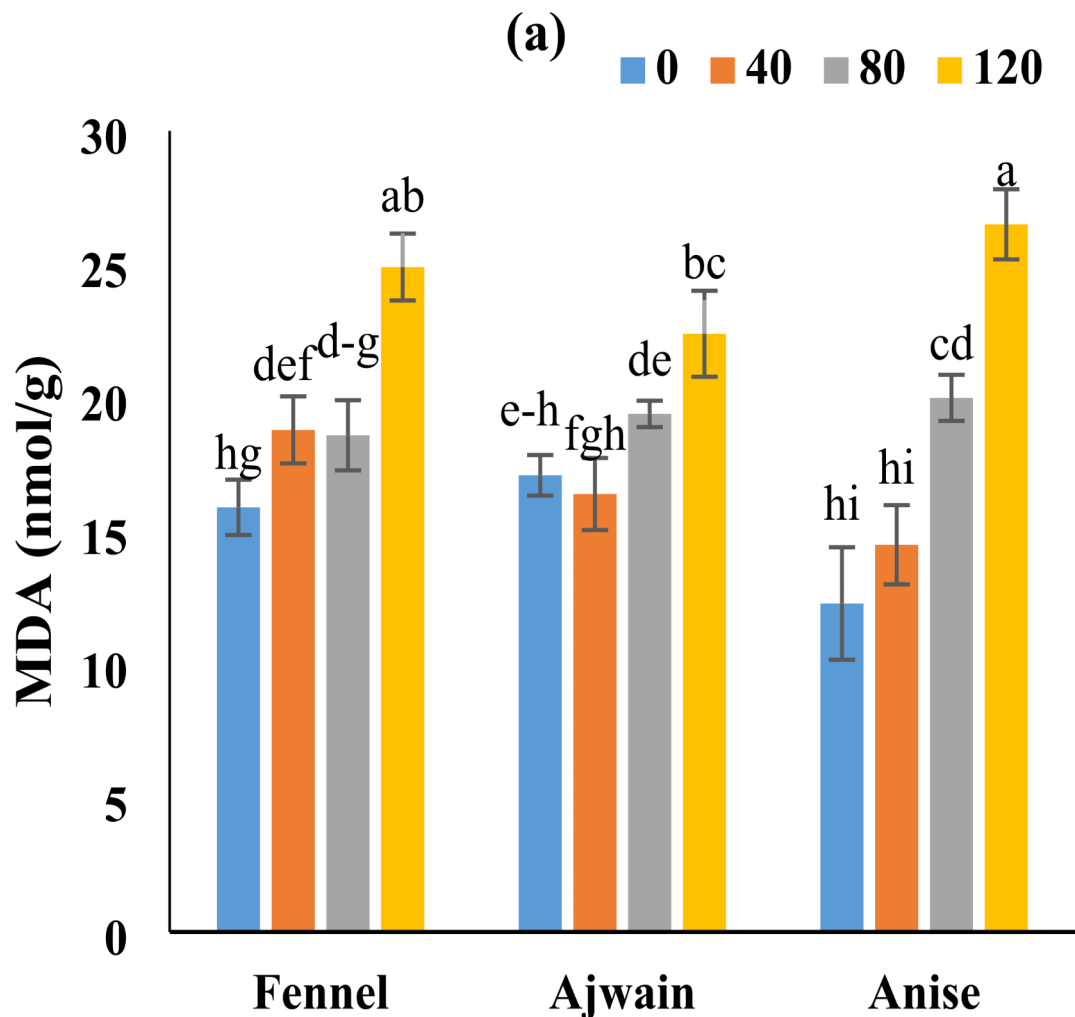 (a)
0 40 80 120
30
25
20
15
10
5
0
MDA (nmol/g)
hg
def
d-g
ab
e-h
fgh
de
bc
hi
hi
cd
a
Fennel Ajwain Anise